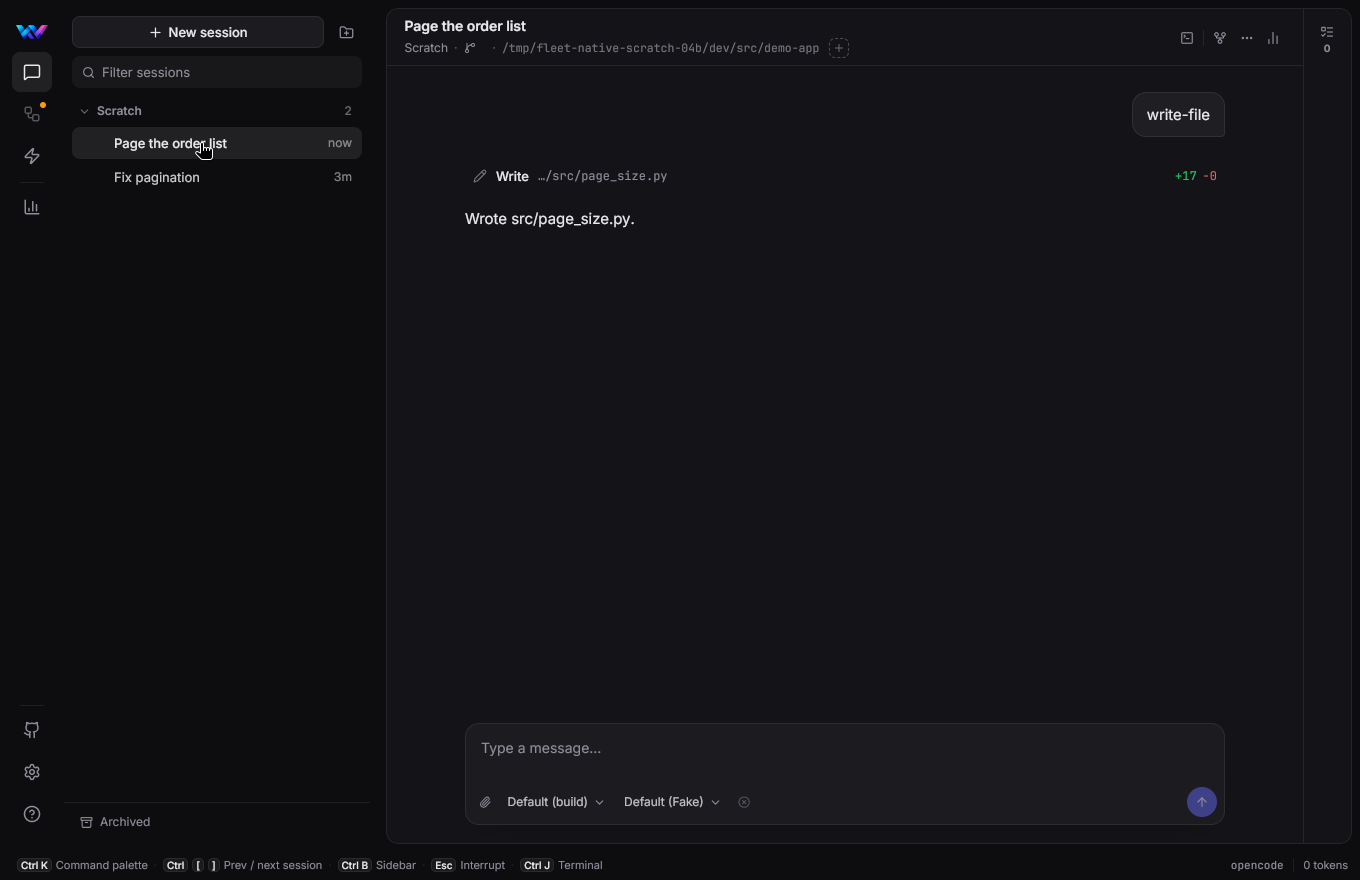 New session
Filter sessions
Scratch 2
Page the order list now
Fix pagination 3m
Archived
Page the order list
Scratch · · /tmp/fleet-native-scratch-04b/dev/src/demo-app
0
write-file
Write …/src/page_size.py +17 -0
Wrote src/page_size.py.
Type a message...
Default (build) Default (Fake)
Ctrl K Command palette · Ctrl [ ] Prev / next session · Ctrl B Sidebar · Esc Interrupt · Ctrl J Terminal
opencode 0 tokens